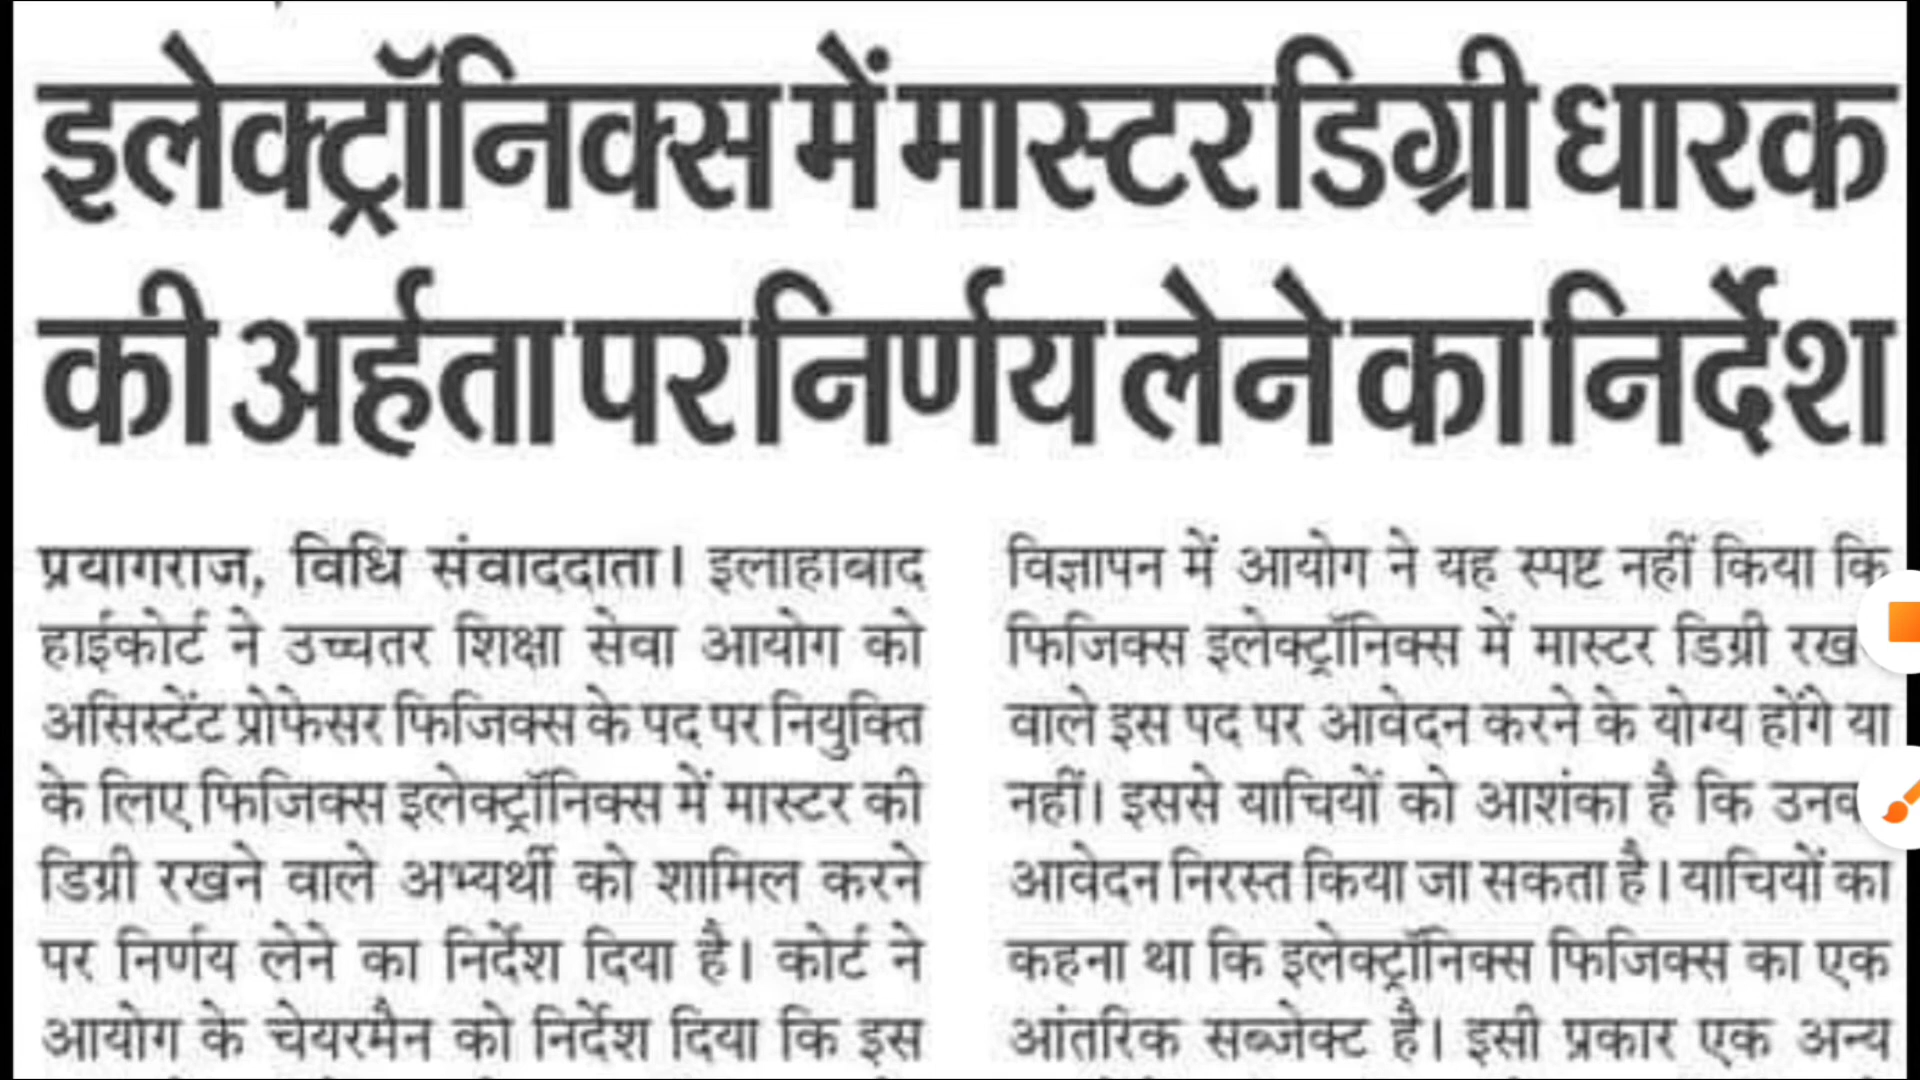 इलेक्ट्रॉनिक्स में मास्टर डिग्री धारक
की अर्हता पर निर्णय लेने का निर्देश
प्रयागराज, विधि संवाददाता। इलाहाबाद
हाईकोर्ट ने उच्चतर शिक्षा सेवा आयोग को
असिस्टेंट प्रोफेसर फिजिक्स के पद पर नियुक्ति
के लिए फिजिक्स इलेक्ट्रॉनिक्स में मास्टर की
डिग्री रखने वाले अभ्यर्थी को शामिल करने
पर निर्णय लेने का निर्देश दिया है। कोर्ट ने
आयोग के चेयरमैन को निर्देश दिया कि इस
विज्ञापन में आयोग ने यह स्पष्ट नहीं किया कि
फिजिक्स इलेक्ट्रॉनिक्स में मास्टर डिग्री
वाले इस पद पर आवेदन करने के योग्य होंगे या
नहीं। इससे याचियों को आशंका है कि
आवेदन निरस्त किया जा सकता है। याचियों का
कहना था कि इलेक्ट्रॉनिक्स फिजिक्स का एक
आंतरिक सब्जेक्ट है। इसी प्रकार एक अन्य